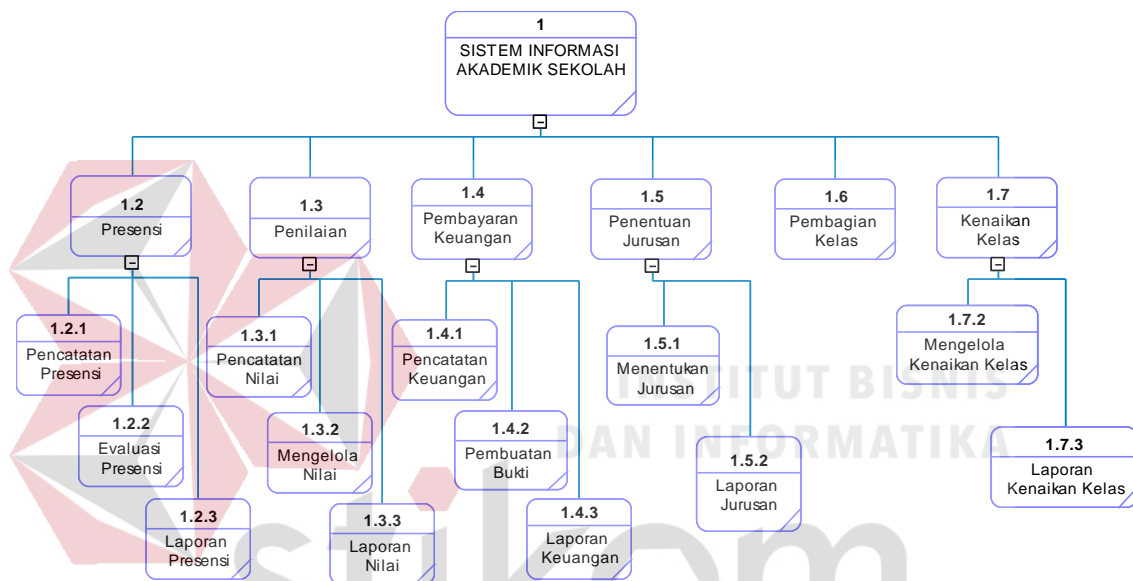 1
SISTEM INFORMASI
AKADEMIK SEKOLAH
1.2
Presensi
1.3
Penilaian
1.4
Pembayaran
Keuangan
1.5
Penentuan
Jurusan
1.6
Pembagian
Kelas
1.7
Kenaikan
Kelas
1.2.1
Pencatatan
Presensi
1.3.1
Pencatatan
Nilai
1.4.1
Pencatatan
Keuangan
1.5.1
Menentukan
Jurusan
1.7.2
Mengelola
Kenaikan Kelas
INSTITUT BISNIS
DAN INFORMATIKA
1.2.2
Evaluasi
Presensi
1.3.2
Mengelola
Nilai
1.4.2
Pembuatan
Bukti
1.5.2
Laporan
Jurusan
1.7.3
Laporan
Kenaikan Kelas
1.2.3
Laporan
Presensi
1.3.3
Laporan
Nilai
1.4.3
Laporan
Keuangan
stikom